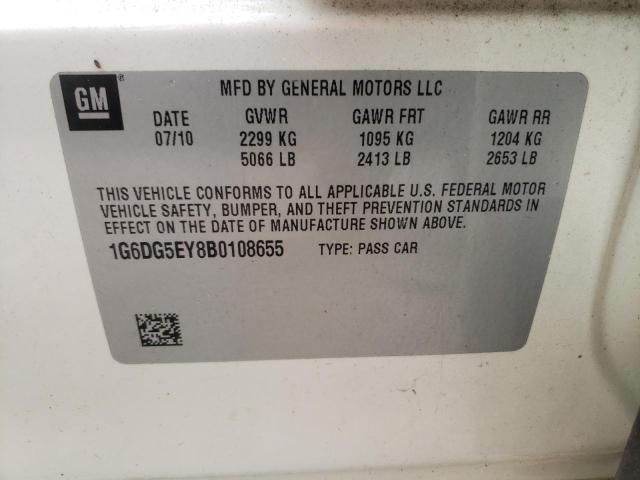 GM ®
MFD BY GENERAL MOTORS LLC
DATE GVWR GAWR FRT GAWR RR
07/10 2299 KG 1095 KG 1204 KG
5066 LB 2413 LB 2653 LB
THIS VEHICLE CONFORMS TO ALL APPLICABLE U.S. FEDERAL MOTOR
VEHICLE SAFETY, BUMPER, AND THEFT PREVENTION STANDARDS IN
EFFECT ON THE DATE OF MANUFACTURE SHOWN ABOVE.
1G6DG5EY8B0108655 TYPE: PASS CAR